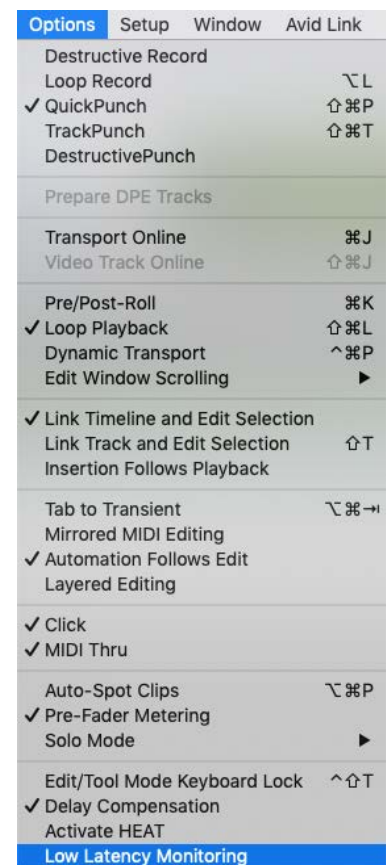 Options Setup Window Avid Link
Destructive Record
Loop Record ⌥L
✓ QuickPunch ⇧⌘P
TrackPunch ⇧⌘T
DestructivePunch
Prepare DPE Tracks
Transport Online ⌘J
Video Track Online ⇧⌘J
Pre/Post-Roll ⌘K
✓ Loop Playback ⇧⌘L
Dynamic Transport ^⌘P
Edit Window Scrolling ▶
✓ Link Timeline and Edit Selection
Link Track and Edit Selection ⇧T
Insertion Follows Playback
Tab to Transient ⌥⌘⇥
Mirrored MIDI Editing
✓ Automation Follows Edit
Layered Editing
✓ Click
✓ MIDI Thru
Auto-Spot Clips ⌥⌘P
✓ Pre-Fader Metering
Solo Mode ▶
Edit/Tool Mode Keyboard Lock ^⇧T
✓ Delay Compensation
Activate HEAT
Low Latency Monitoring